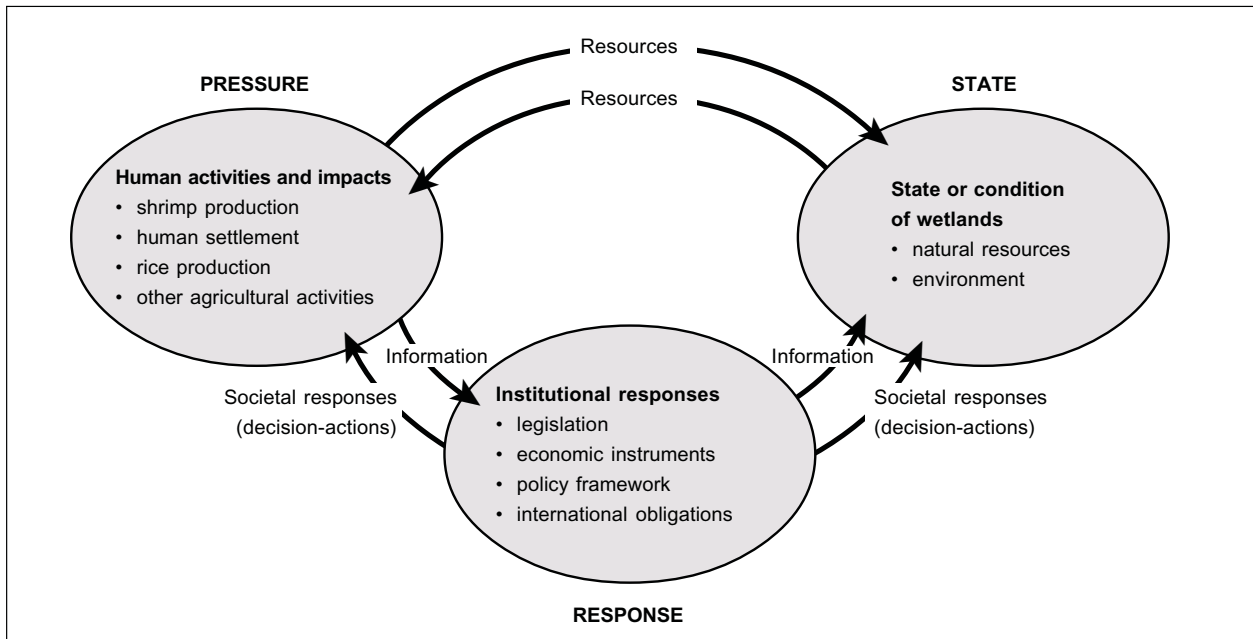 Resources
PRESSURE
STATE
Resources
Human activities and impacts
• shrimp production
• human settlement
• rice production
• other agricultural activities
State or condition
of wetlands
• natural resources
• environment
Information
Information
Societal responses
(decision-actions)
Institutional responses
• legislation
• economic instruments
• policy framework
• international obligations
Societal responses
(decision-actions)
RESPONSE